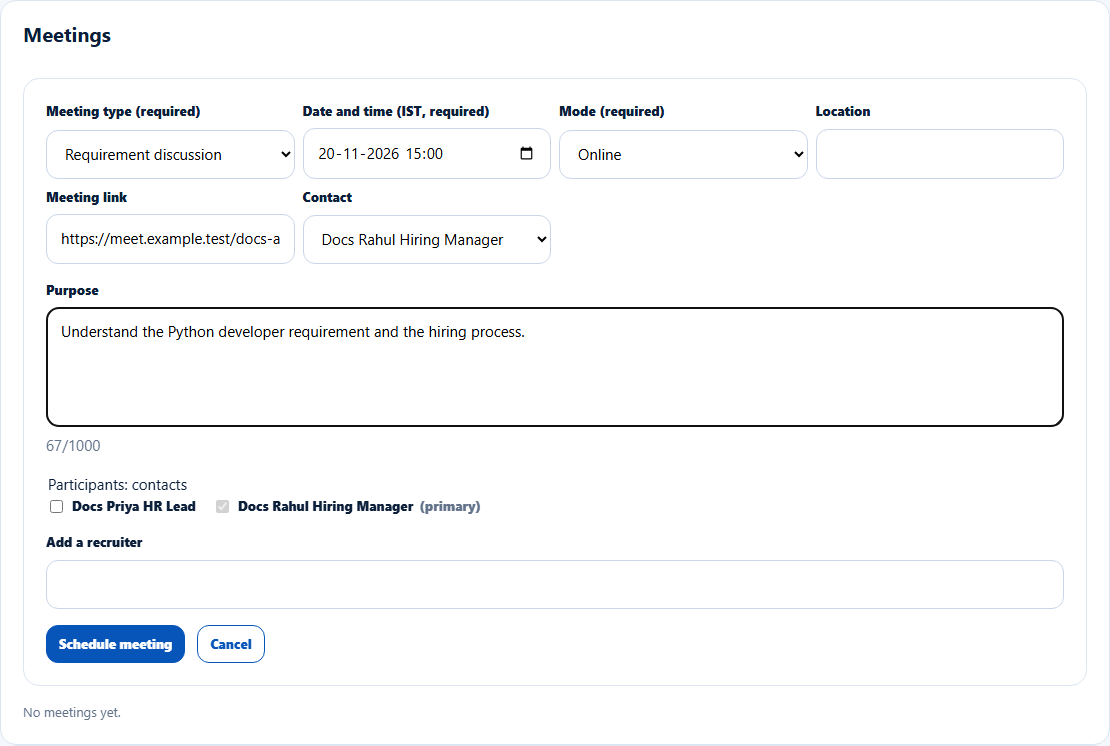 Meetings
Meeting type (required)
Date and time (IST, required)
Mode (required)
Location
Requirement discussion
20-11-2026 15:00
Online
Meeting link
Contact
https://meet.example.test/docs-a
Docs Rahul Hiring Manager
Purpose
Understand the Python developer requirement and the hiring process.
67/1000
Participants: contacts
Docs Priya HR Lead
Docs Rahul Hiring Manager (primary)
Add a recruiter
Schedule meeting
Cancel
No meetings yet.